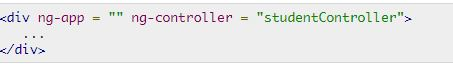 <div ng-app = "" ng-controller = "studentController">
...
</div>